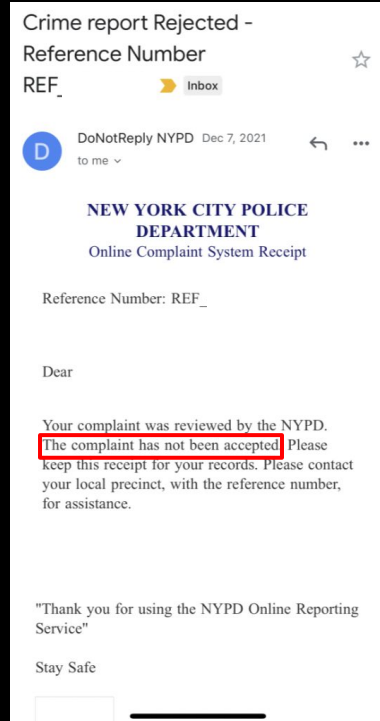 Crime report Rejected -
Reference Number
REF_
Inbox
D
DoNotReply NYPD Dec 7, 2021
to me
NEW YORK CITY POLICE
DEPARTMENT
Online Complaint System Receipt
Reference Number: REF_
Dear
Your complaint was reviewed by the NYPD.
The complaint has not been accepted. Please
keep this receipt for your records. Please contact
your local precinct, with the reference number,
for assistance.
"Thank you for using the NYPD Online Reporting
Service"
Stay Safe